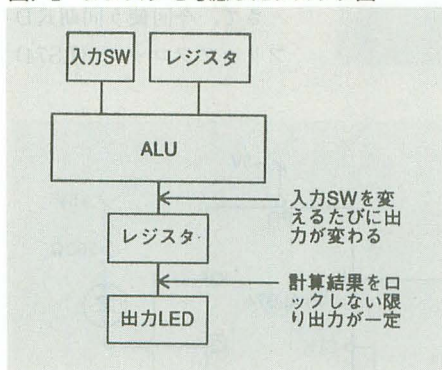 入力SW
レジスタ
ALU
入力SWを変
えるたびに出
力が変わる
レジスタ
計算結果をロ
ックしない限
り出力が一定
出力LED